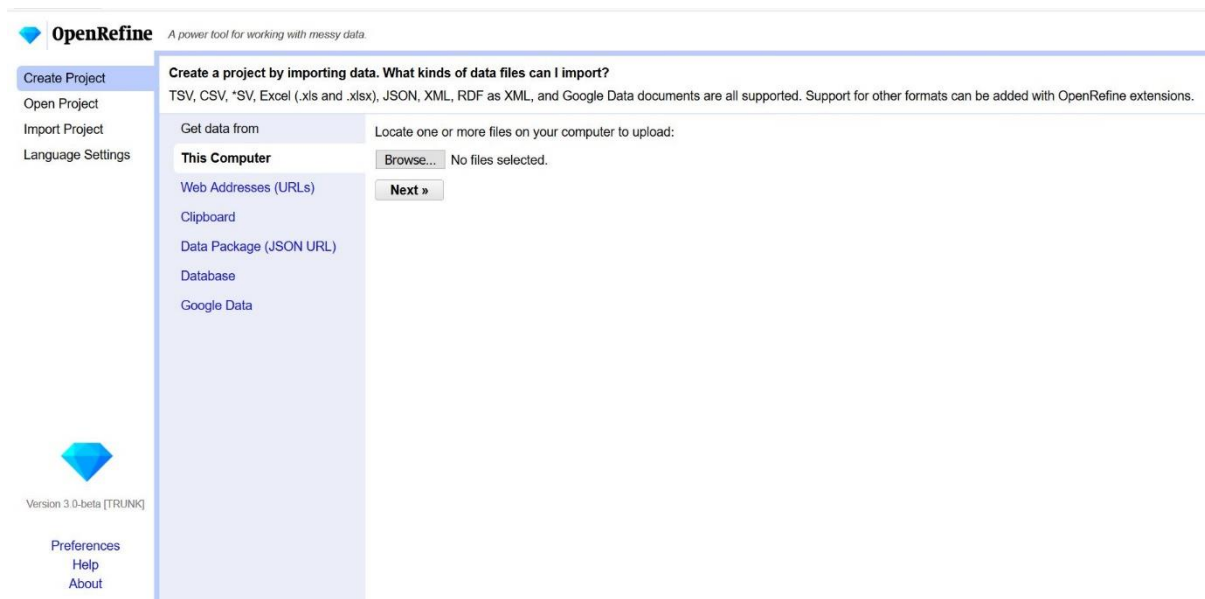 OpenRefine A power tool for working with messy data.
Create Project
Open Project
Import Project
Language Settings
Version 3.0-beta [TRUNK]
Preferences
Help
About
Create a project by importing data. What kinds of data files can I import?
TSV, CSV, *SV, Excel (.xls and .xlsx), JSON, XML, RDF as XML, and Google Data documents are all supported. Support for other formats can be added with OpenRefine extensions.
Get data from
This Computer
Web Addresses (URLs)
Clipboard
Data Package (JSON URL)
Database
Google Data
Locate one or more files on your computer to upload:
Browse... No files selected.
Next »